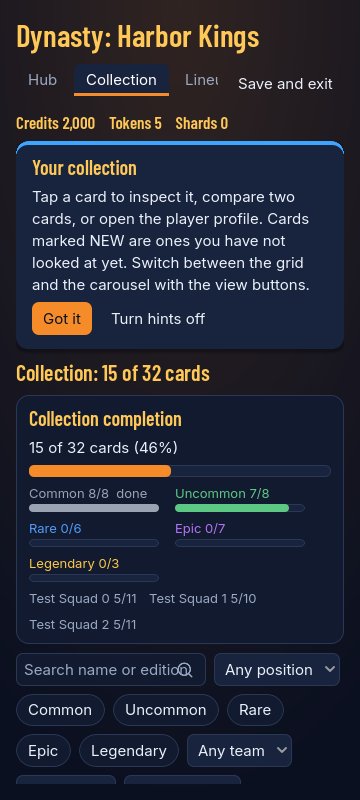 Dynasty: Harbor Kings
Hub Collection Save and exit
Credits 2,000 Tokens 5 Shards 0
Your collection
Tap a card to inspect it, compare two
cards, or open the player profile. Cards
marked NEW are ones you have not
looked at yet. Switch between the grid
and the carousel with the view buttons.
Got it Turn hints off
Collection: 15 of 32 cards
Collection completion
15 of 32 cards (46%)
Common 8/8 done Uncommon 7/8
Rare 0/6 Epic 0/7
Legendary 0/3
Test Squad 0 5/11 Test Squad 1 5/10
Test Squad 2 5/11
Search name or edition Any position
Common Uncommon Rare
Epic Legendary Any team